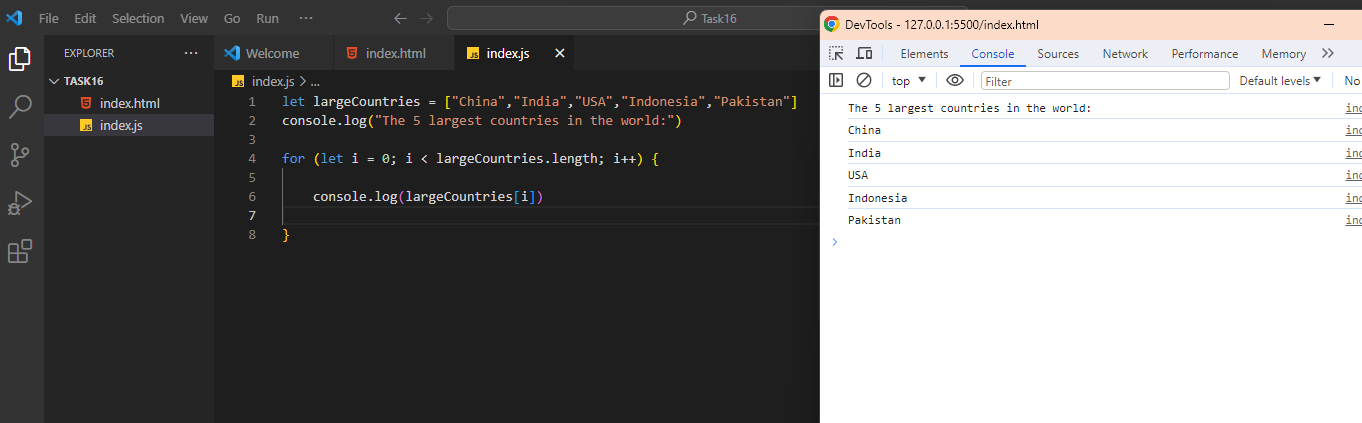 File Edit Selection View Go Run ··· Task16
EXPLORER ···
TASK16
index.html
JS index.js
Welcome index.html JS index.js
JS index.js > ...
1 let largeCountries = ["China","India","USA","Indonesia","Pakistan"]
2 console.log("The 5 largest countries in the world:")
3
4 for (let i = 0; i < largeCountries.length; i++) {
5
6 console.log(largeCountries[i])
7
8 }
DevTools - 127.0.0.1:5500/index.html
Elements Console Sources Network Performance Memory
top Filter Default levels No
The 5 largest countries in the world: ind
China ind
India ind
USA ind
Indonesia ind
Pakistan ind